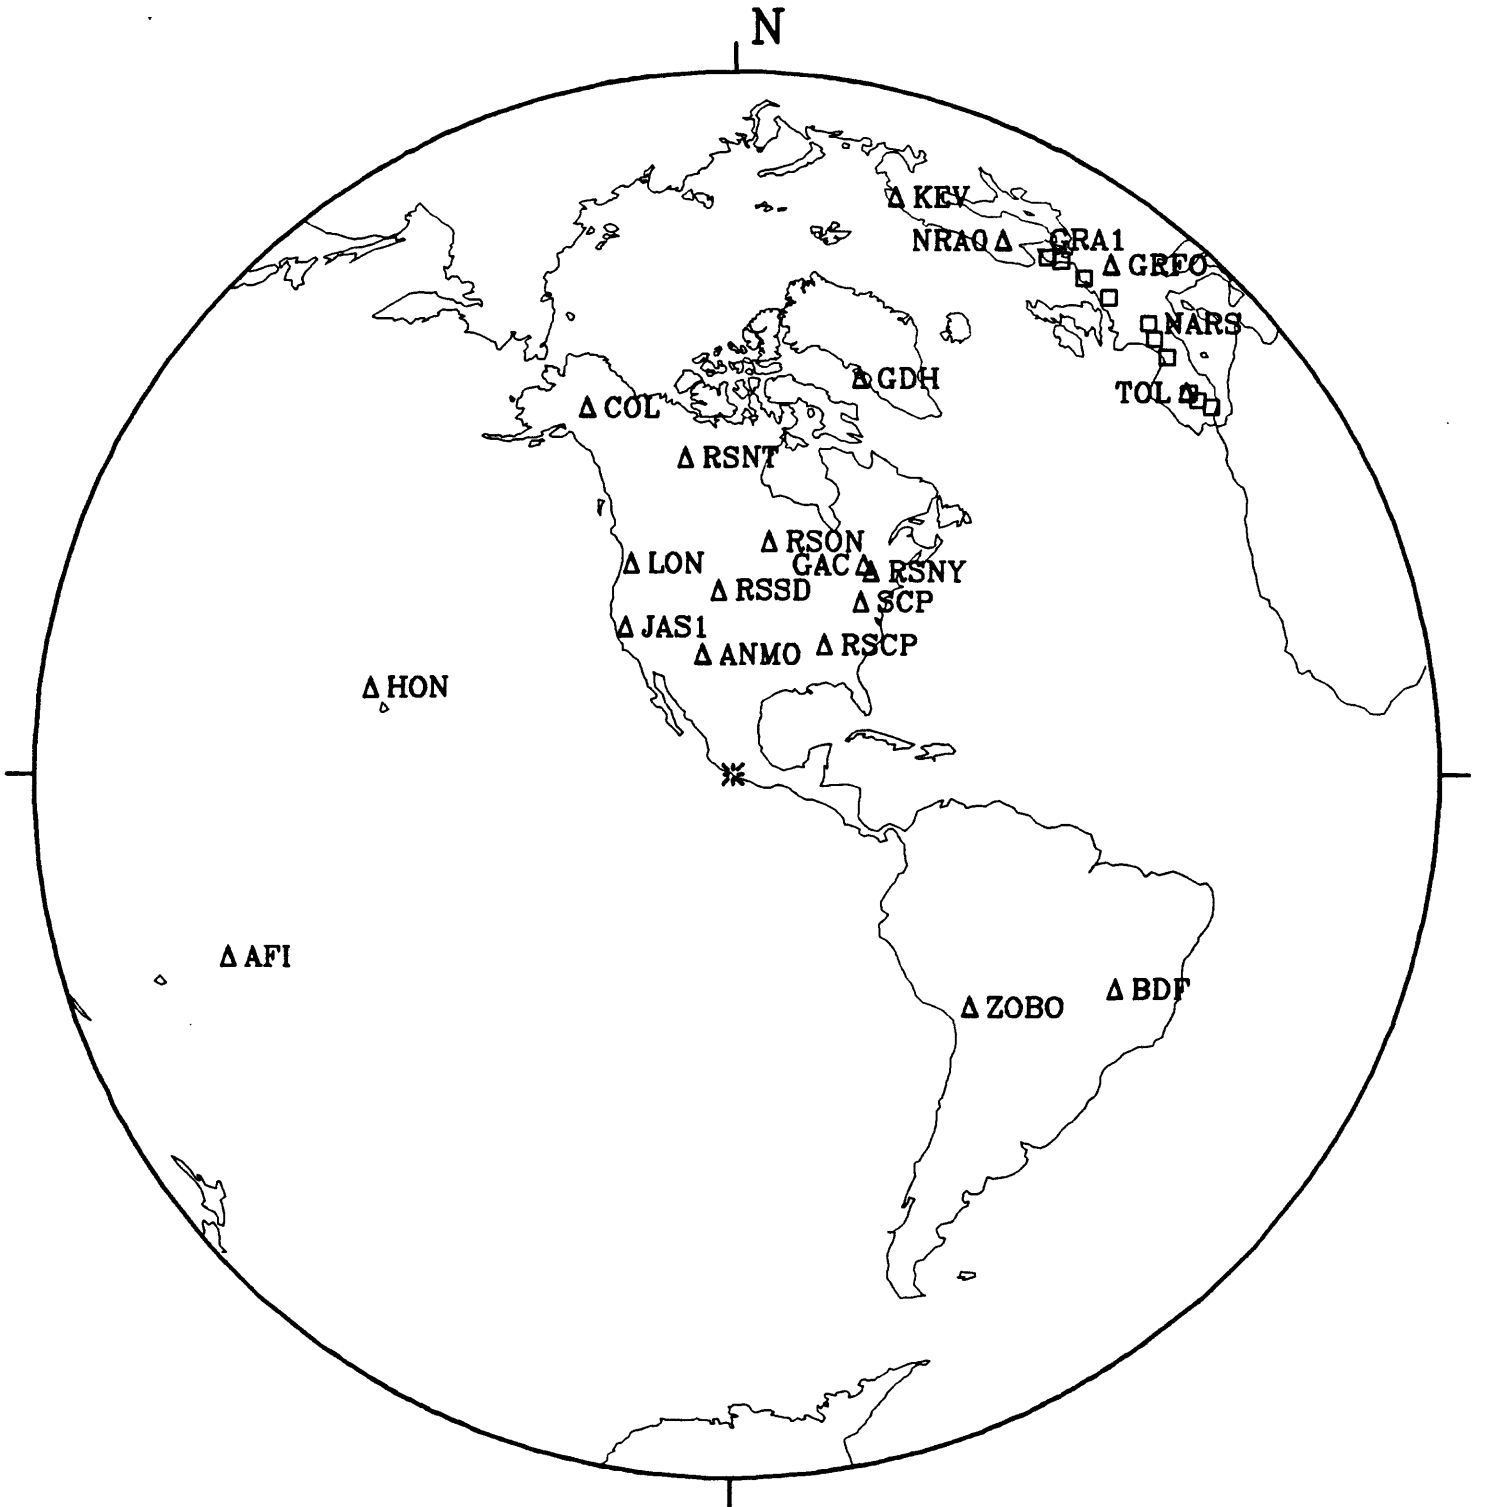 N
KEV
NRAO
GRA1
GRFO
NARS
GDH
TOL
COL
RSNT
RSON
GAC
RSNY
LON
RSSD
SCP
JAS1
RSCP
ANMO
HON
AFI
BDF
ZOBO